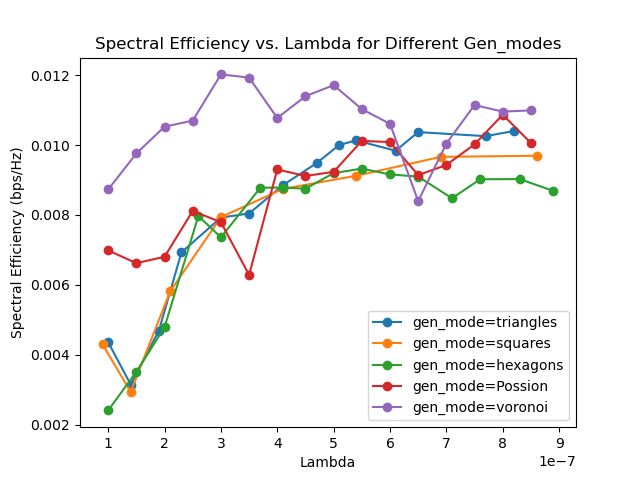 Spectral Efficiency vs. Lambda for Different Gen_modes
Spectral Efficiency (bps/Hz)
0.012
0.010
0.008
0.006
0.004
0.002
gen_mode=triangles
gen_mode=squares
gen_mode=hexagons
gen_mode=Possion
gen_mode=voronoi
1 2 3 4 5 6 7 8 9
1e−7
Lambda